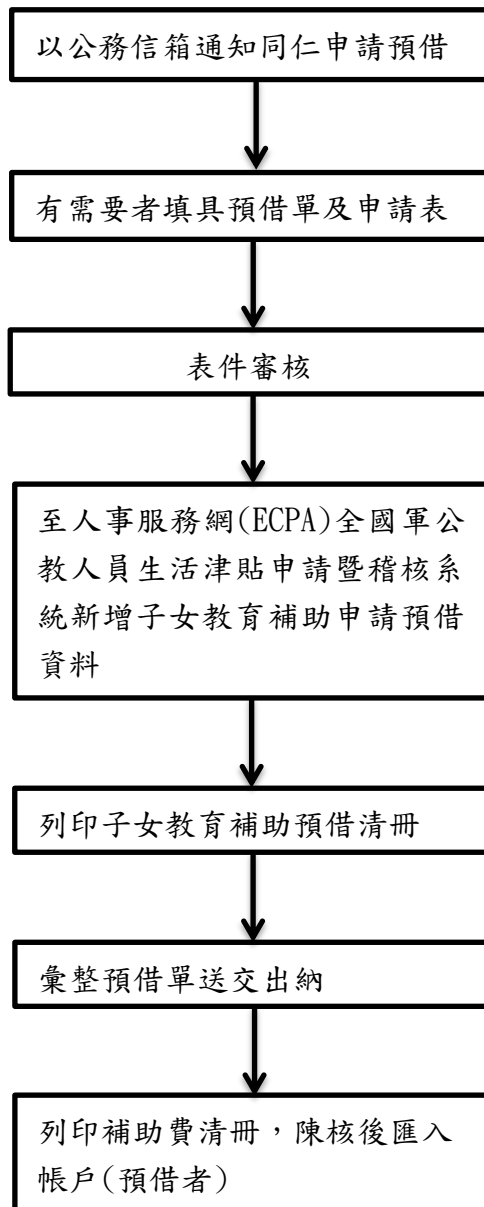 以公務信箱通知同仁申請預借
有需要者填具預借單及申請表
表件審核
至人事服務網(ECPA)全國軍公
教人員生活津貼申請暨稽核系
統新增子女教育補助申請預借
資料
列印子女教育補助預借清冊
彙整預借單送交出納
列印補助費清冊，陳核後匯入
帳戶(預借者)